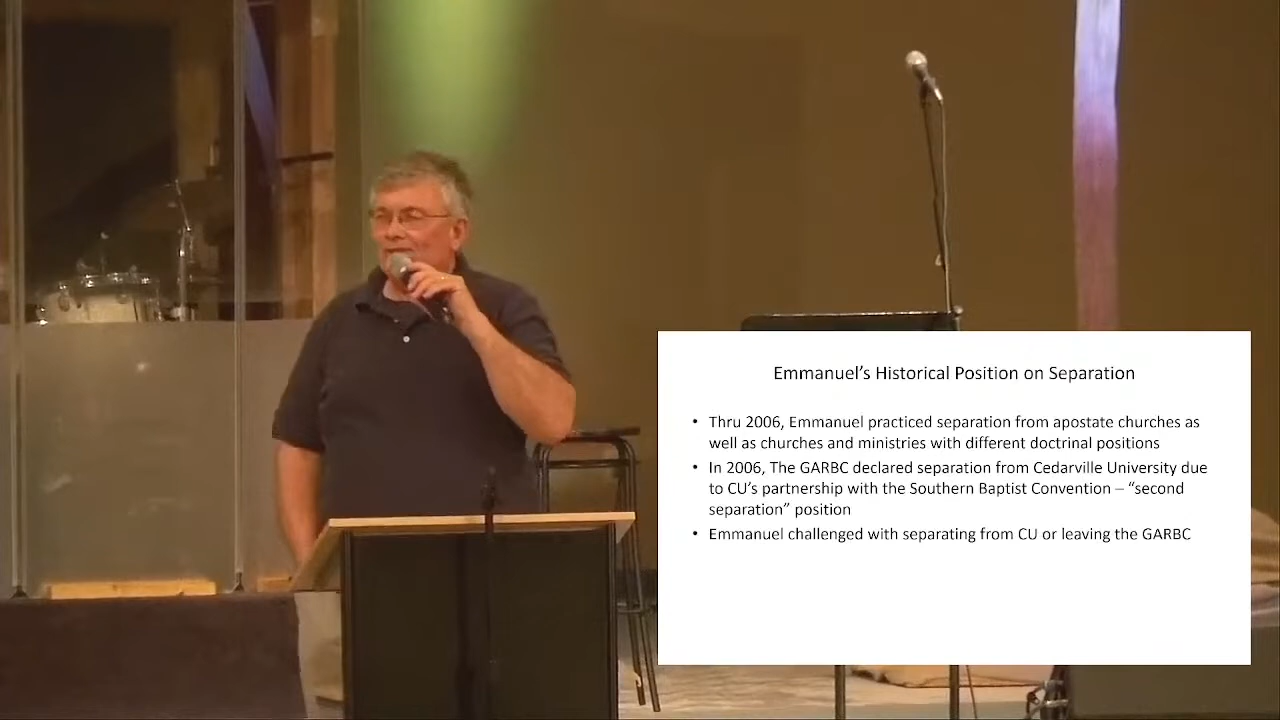 Emmanuel’s Historical Position on Separation
• Thru 2006, Emmanuel practiced separation from apostate churches as
well as churches and ministries with different doctrinal positions
• In 2006, The GARBC declared separation from Cedarville University due
to CU’s partnership with the Southern Baptist Convention – “second
separation” position
• Emmanuel challenged with separating from CU or leaving the GARBC